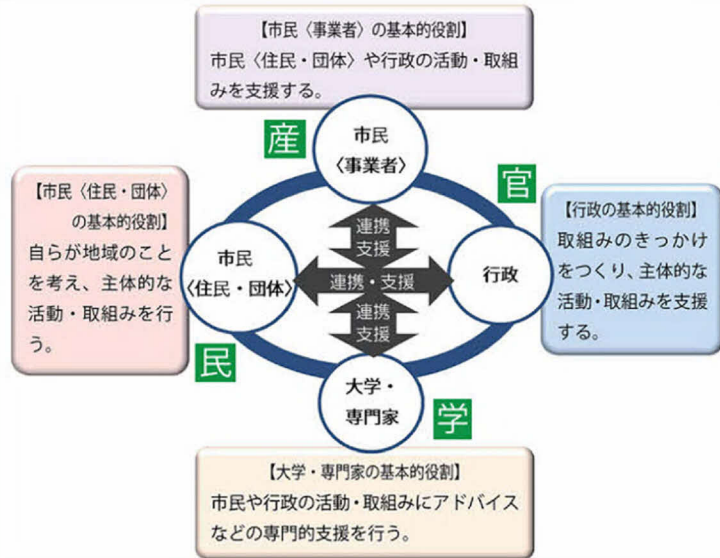 【市民〈事業者〉の基本的役割】
市民〈住民・団体〉や行政の活動・取組
みを支援する。
産
市民
〈事業者〉
官
【市民〈住民・団体〉
の基本的役割】
自らが地域のこと
を考え、主体的な
活動・取組みを行
う。
市民
〈住民・団体〉
連携
支援
連携・支援
連携
支援
行政
【行政の基本的役割】
取組みのきっかけ
をつくり、主体的な
活動・取組みを支援
する。
民
大学・
専門家
学
【大学・専門家の基本的役割】
市民や行政の活動・取組みにアドバイス
などの専門的支援を行う。